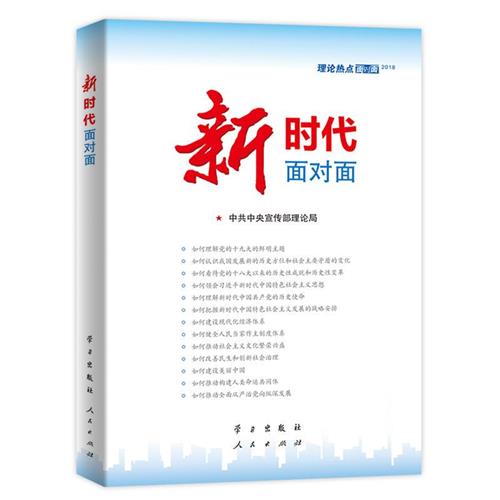 理论热点面对面2018
新时代
面对面
★ 中共中央宣传部理论局
如何理解党的十九大的鲜明主题
如何认识我国发展新的历史方位和社会主要矛盾的变化
如何看待党的十八大以来的历史性成就和历史性变革
如何领会习近平新时代中国特色社会主义思想
如何理解新时代中国共产党的历史使命
如何把握新时代中国特色社会主义发展的战略安排
如何建设现代化经济体系
如何健全人民当家作主制度体系
如何推动社会主义文化繁荣兴盛
如何改善民生和创新社会治理
如何建设美丽中国
如何推动构建人类命运共同体
如何推动全面从严治党向纵深发展
学习出版社
人民出版社
新时代面对面
学习出版社
人民出版社